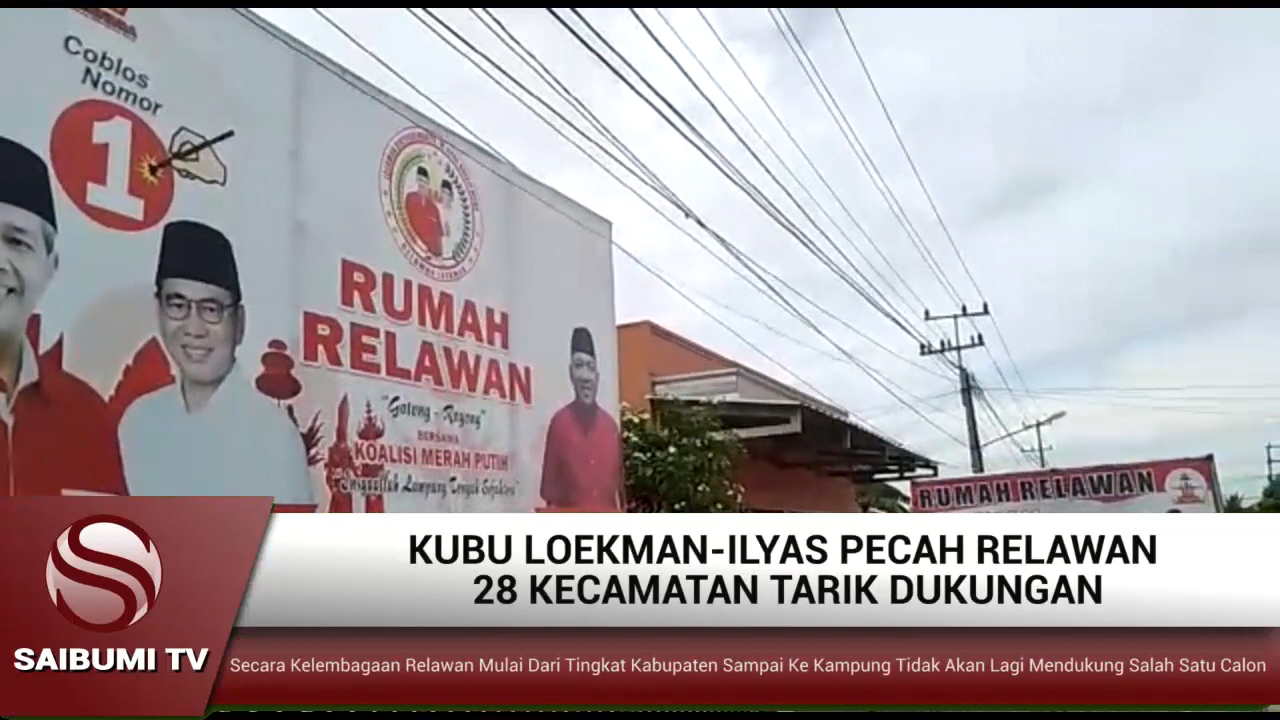 Coblos
Nomor
1
RUMAH
RELAWAN
"Gotong - Royong"
BERSAMA
KOALISI MERAH PUTIH
RUMAH RELAWAN
KUBU LOEKMAN-ILYAS PECAH RELAWAN
28 KECAMATAN TARIK DUKUNGAN
S
SAIBUMI TV
Secara Kelembagaan Relawan Mulai Dari Tingkat Kabupaten Sampai Ke Kampung Tidak Akan Lagi Mendukung Salah Satu Calon